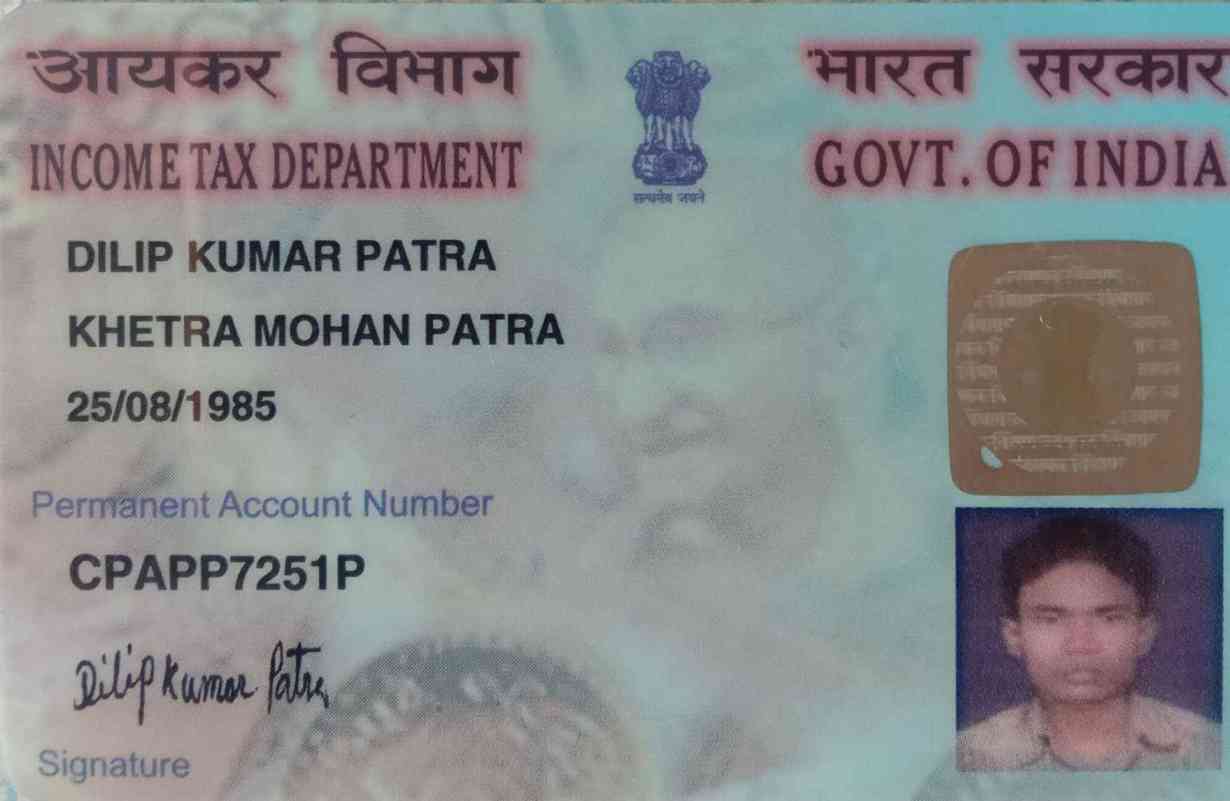 आयकर विभाग
INCOME TAX DEPARTMENT
सत्यमेव जयते
भारत सरकार
GOVT. OF INDIA
DILIP KUMAR PATRA
KHETRA MOHAN PATRA
25/08/1985
Permanent Account Number
CPAPP7251P
Dilip Kumar Patra
Signature